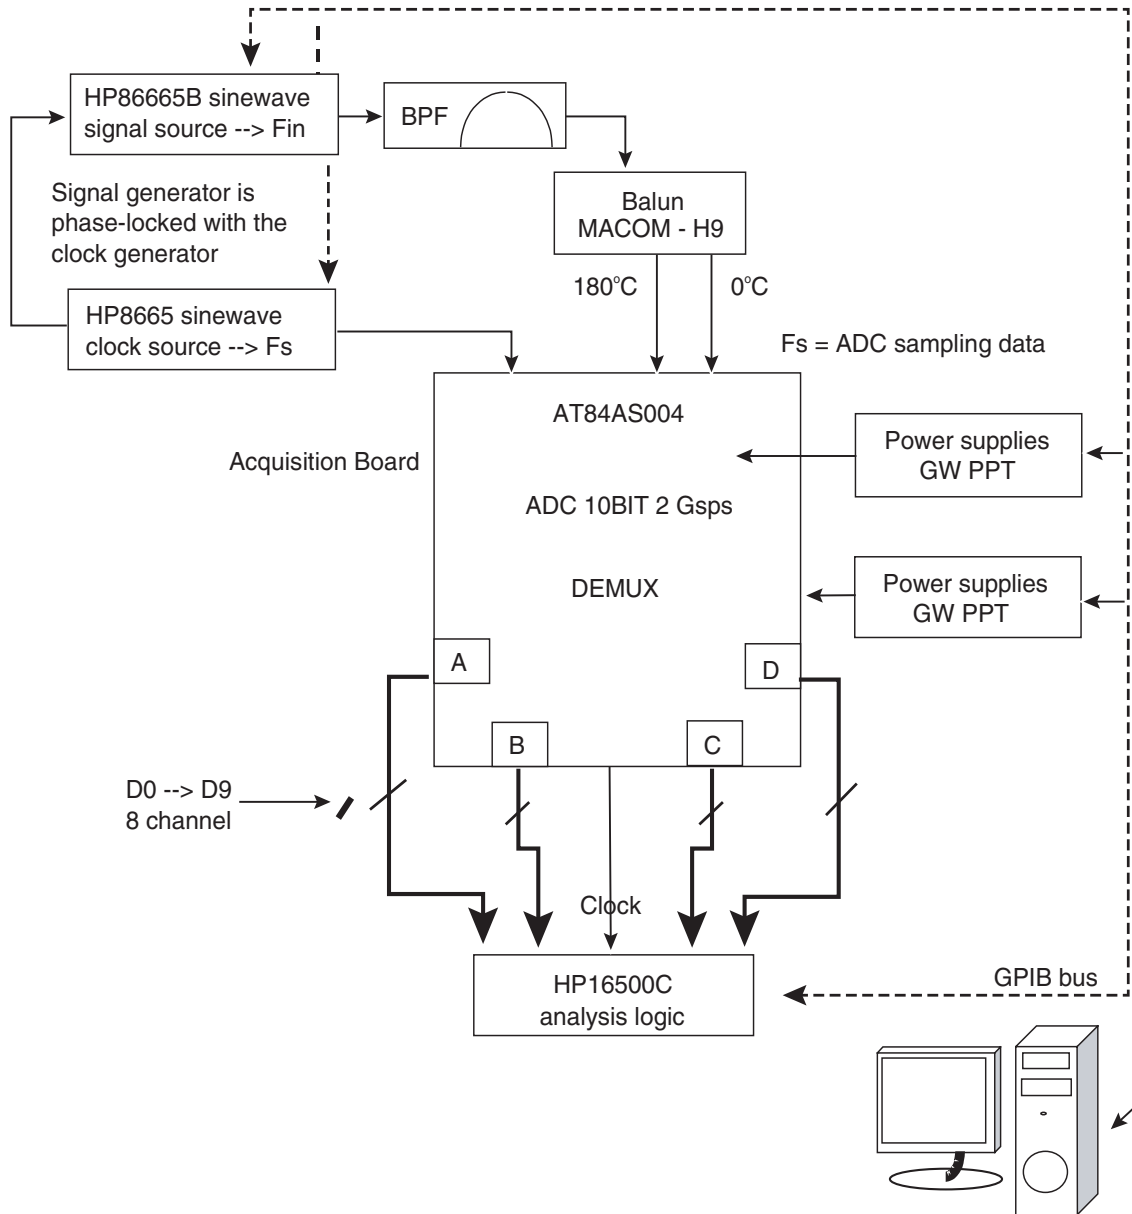 HP86665B sinewave
signal source --> Fin
BPF
Signal generator is
phase-locked with the
clock generator
Balun
MACOM - H9
180°C
0°C
HP8665 sinewave
clock source --> Fs
Fs = ADC sampling data
AT84AS004
Acquisition Board
Power supplies
GW PPT
ADC 10BIT 2 Gsps
DEMUX
Power supplies
GW PPT
A
D
B
C
D0 --> D9
8 channel
Clock
GPIB bus
HP16500C
analysis logic